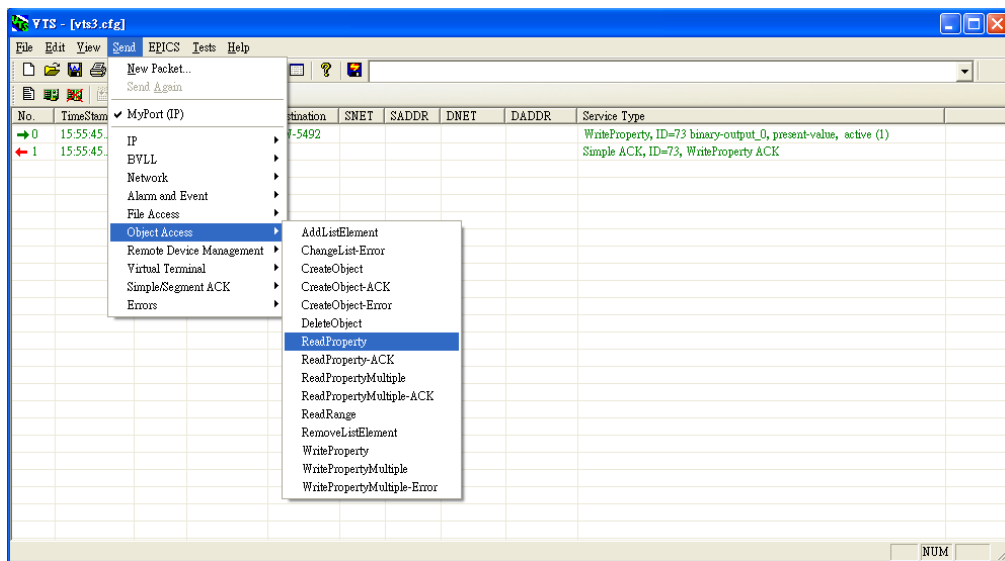 VTS - [vts3.cfg]
File Edit View Send EPICS Tests Help
New Packet...
Send Again
MyPort (IP)
IP
BVLL
Network
Alarm and Event
File Access
Object Access
Remote Device Management
Virtual Terminal
Simple/Segment ACK
Errors
AddListElement
ChangeList-Error
CreateObject
CreateObject-ACK
CreateObject-Error
DeleteObject
ReadProperty
ReadProperty-ACK
ReadPropertyMultiple
ReadPropertyMultiple-ACK
ReadRange
RemoveListElement
WriteProperty
WritePropertyMultiple
WritePropertyMultiple-Error
No. TimeStam stination SNET SADDR DNET DADDR Service Type
0 15:55:45. -5492 WriteProperty, ID=73 binary-output_0, present-value, active (1)
1 15:55:45. Simple ACK, ID=73, WriteProperty ACK
NUM